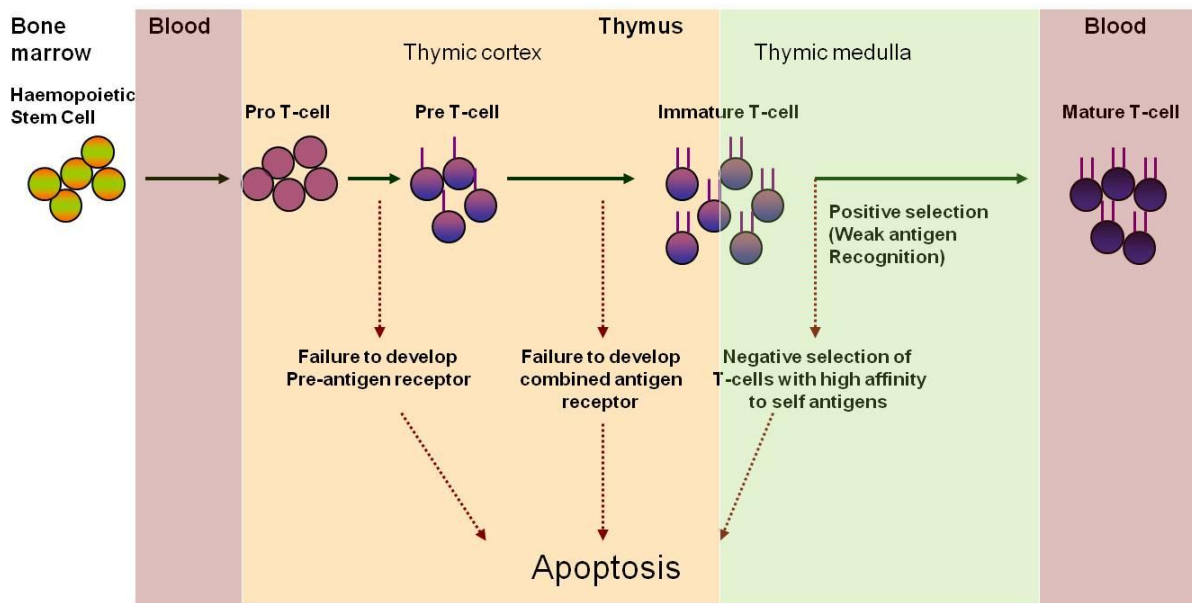 Bone
marrow
Blood
Thymus
Blood
Thymic cortex
Thymic medulla
Haemopoietic
Stem Cell
Pro T-cell
Pre T-cell
Immature T-cell
Mature T-cell
Positive selection
(Weak antigen
Recognition)
Failure to develop
Pre-antigen receptor
Failure to develop
combined antigen
receptor
Negative selection of
T-cells with high affinity
to self antigens
Apoptosis